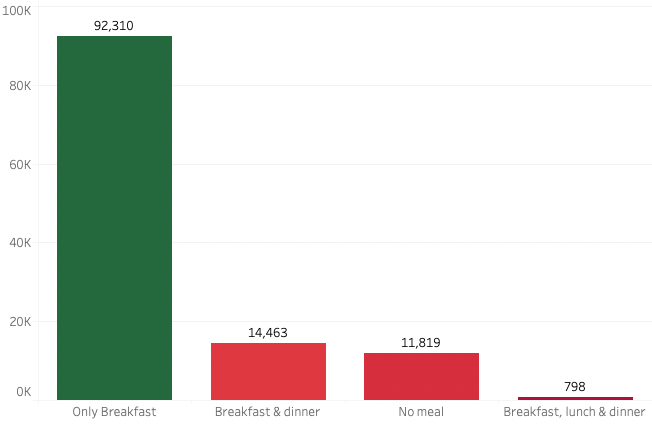 100K
92,310
80K
60K
40K
20K
14,463
11,819
798
0K
Only Breakfast
Breakfast & dinner
No meal
Breakfast, lunch & dinner